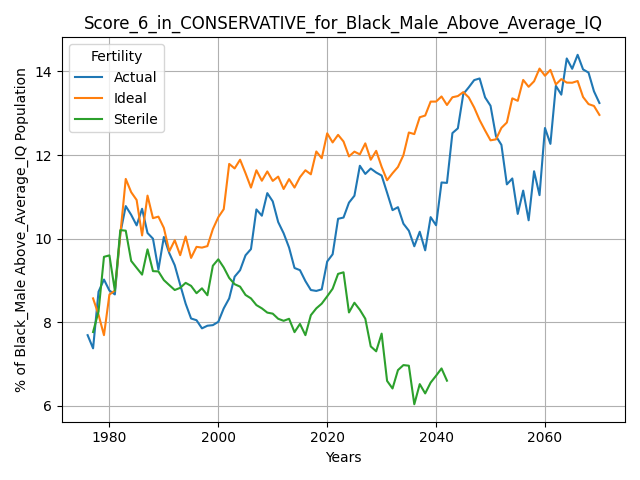 Score_6_in_CONSERVATIVE_for_Black_Male_Above_Average_IQ
Fertility
Actual
Ideal
Sterile
% of Black_Male Above_Average_IQ Population
14
12
10
8
6
1980
2000
2020
2040
2060
Years